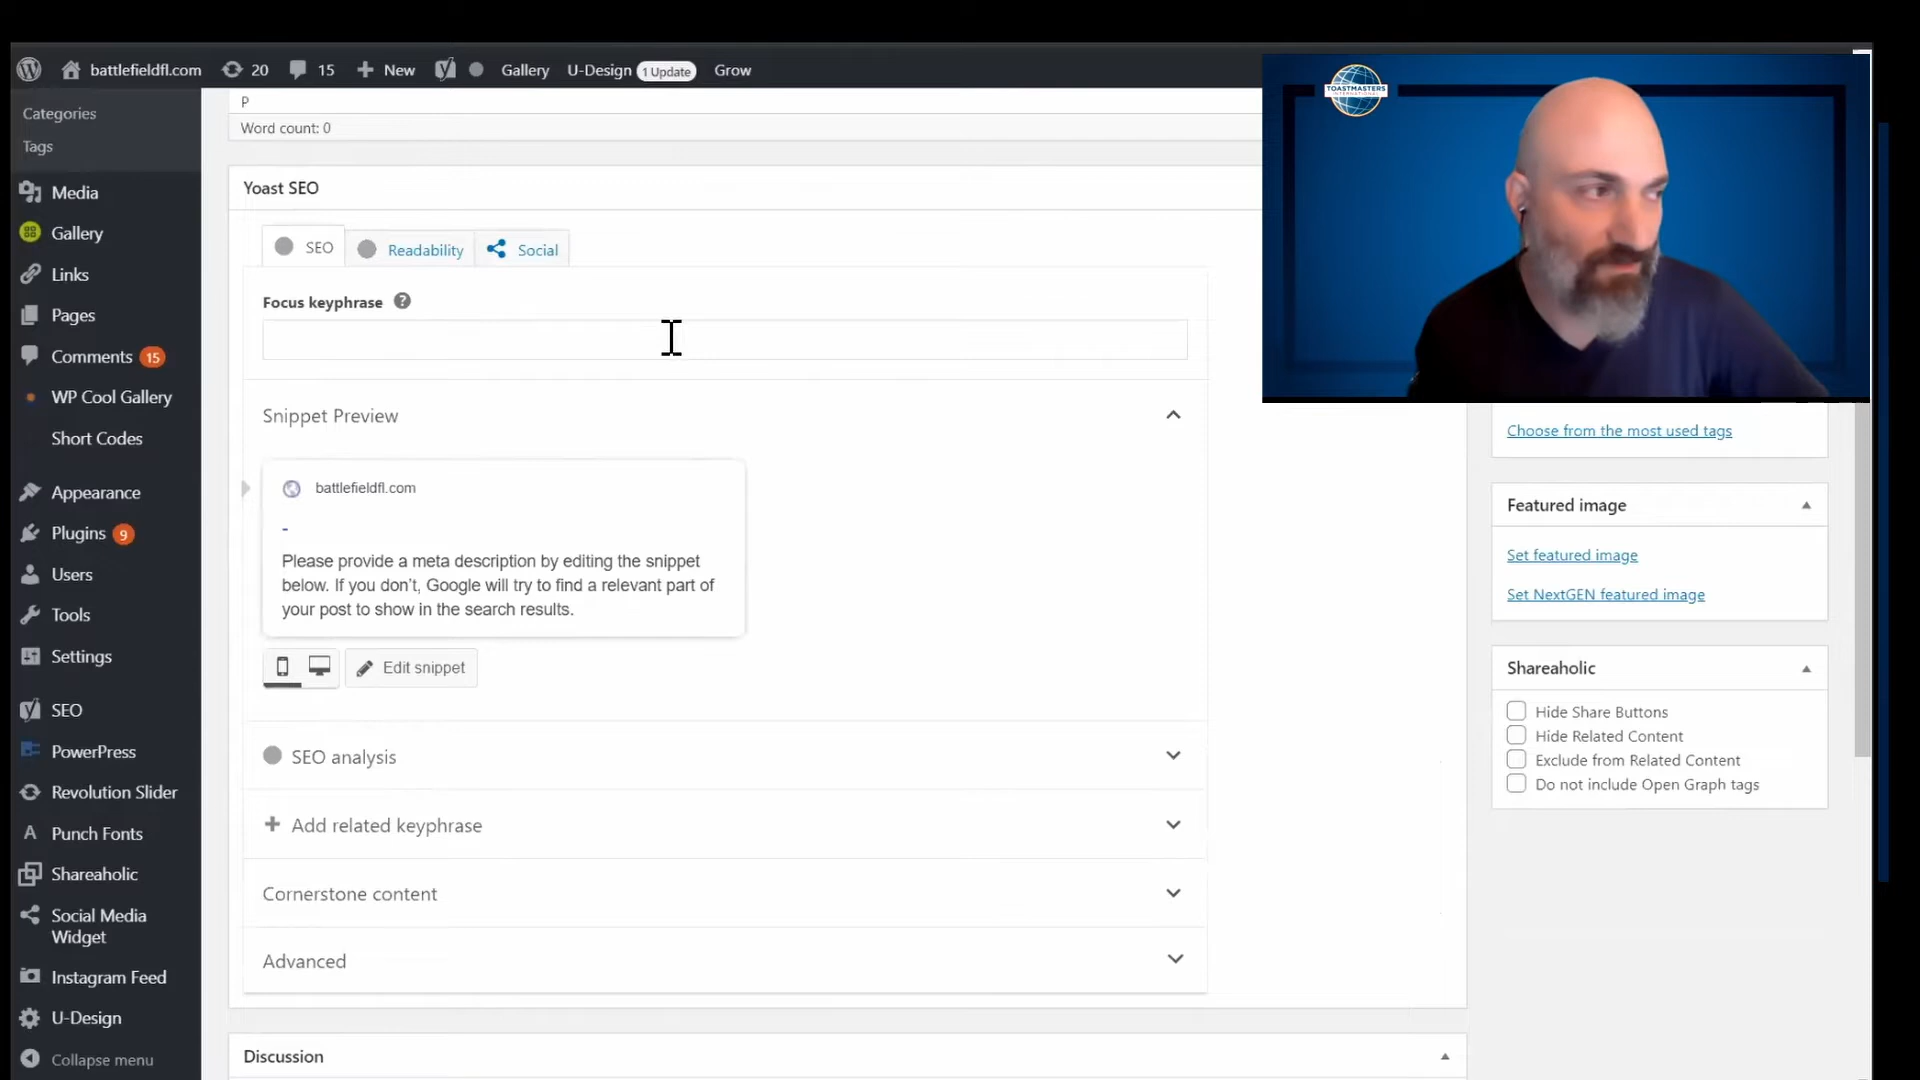 battlefieldfl.com 20 15 New Gallery U-Design 1 Update Grow
Categories
Tags
Media
Gallery
Links
Pages
Comments 15
WP Cool Gallery
Short Codes
Appearance
Plugins 9
Users
Tools
Settings
SEO
PowerPress
Revolution Slider
Punch Fonts
Shareaholic
Social Media
Widget
Instagram Feed
U-Design
Collapse menu
P
Word count: 0
Yoast SEO
SEO Readability Social
Focus keyphrase ?
Snippet Preview
battlefieldfl.com
-
Please provide a meta description by editing the snippet
below. If you don’t, Google will try to find a relevant part of
your post to show in the search results.
Edit snippet
SEO analysis
+ Add related keyphrase
Cornerstone content
Advanced
Discussion
TOASTMASTERS
INTERNATIONAL
Choose from the most used tags
Featured image
Set featured image
Set NextGEN featured image
Shareaholic
Hide Share Buttons
Hide Related Content
Exclude from Related Content
Do not include Open Graph tags